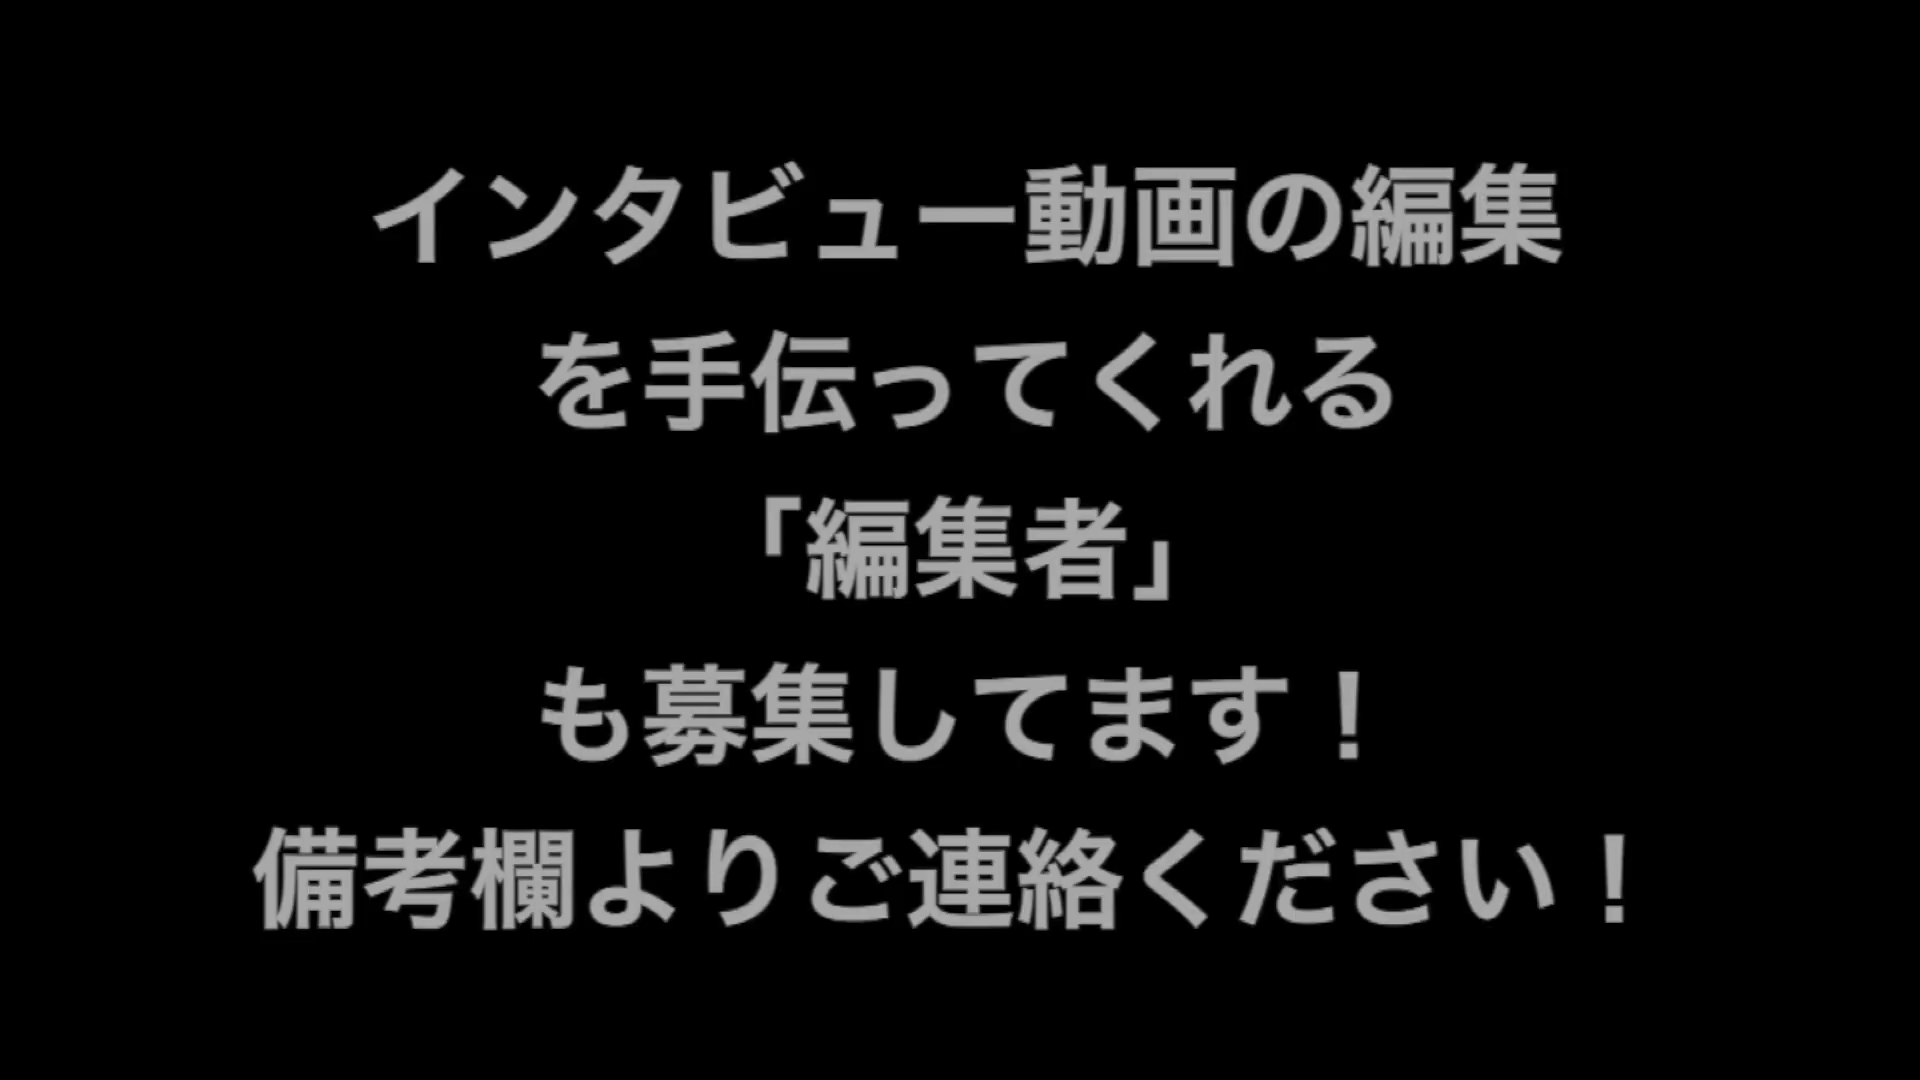 インタビュー動画の編集
を手伝ってくれる
「編集者」
も募集してます！
備考欄よりご連絡ください！